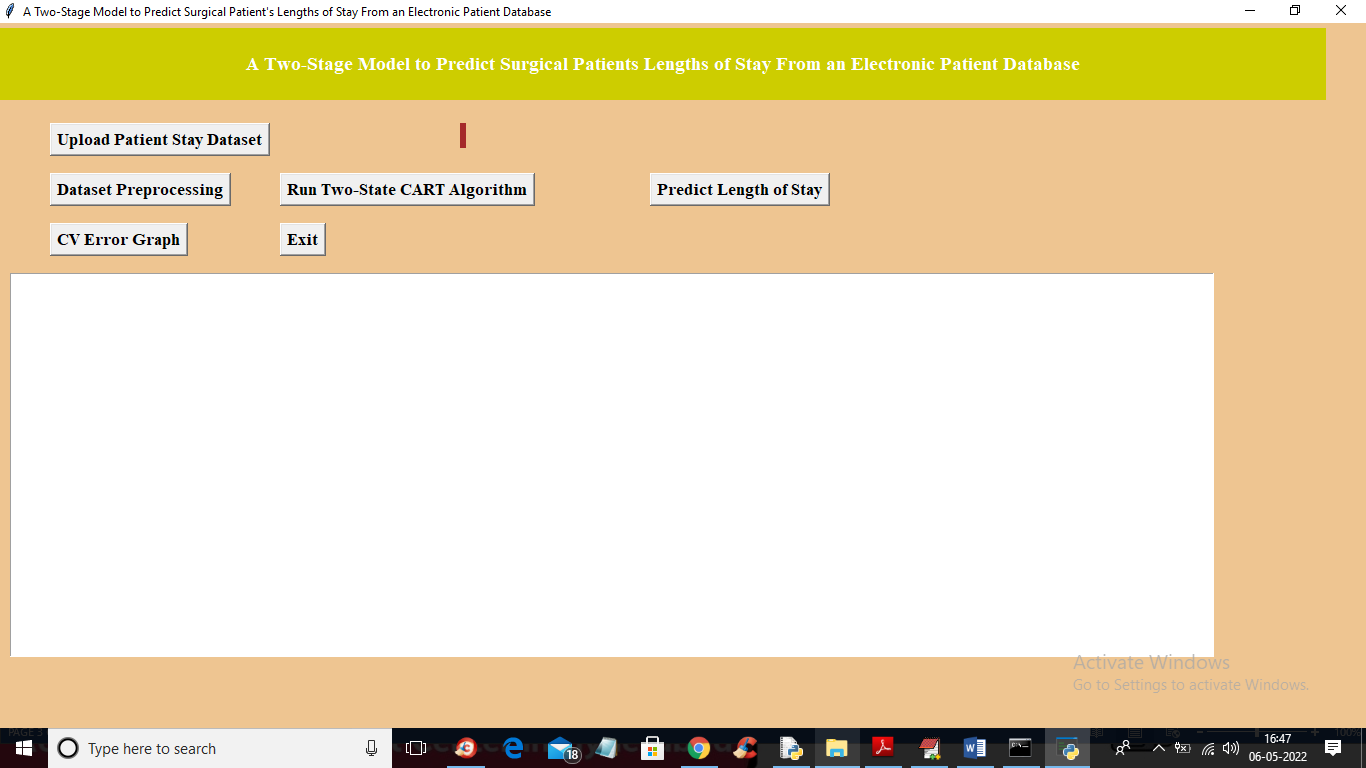 A Two-Stage Model to Predict Surgical Patient's Lengths of Stay From an Electronic Patient Database
A Two-Stage Model to Predict Surgical Patients Lengths of Stay From an Electronic Patient Database
Upload Patient Stay Dataset
Dataset Preprocessing
Run Two-State CART Algorithm
Predict Length of Stay
CV Error Graph
Exit
Activate Windows
Go to Settings to activate Windows.
PAGE 3
100%
Type here to search
18
16:47
06-05-2022